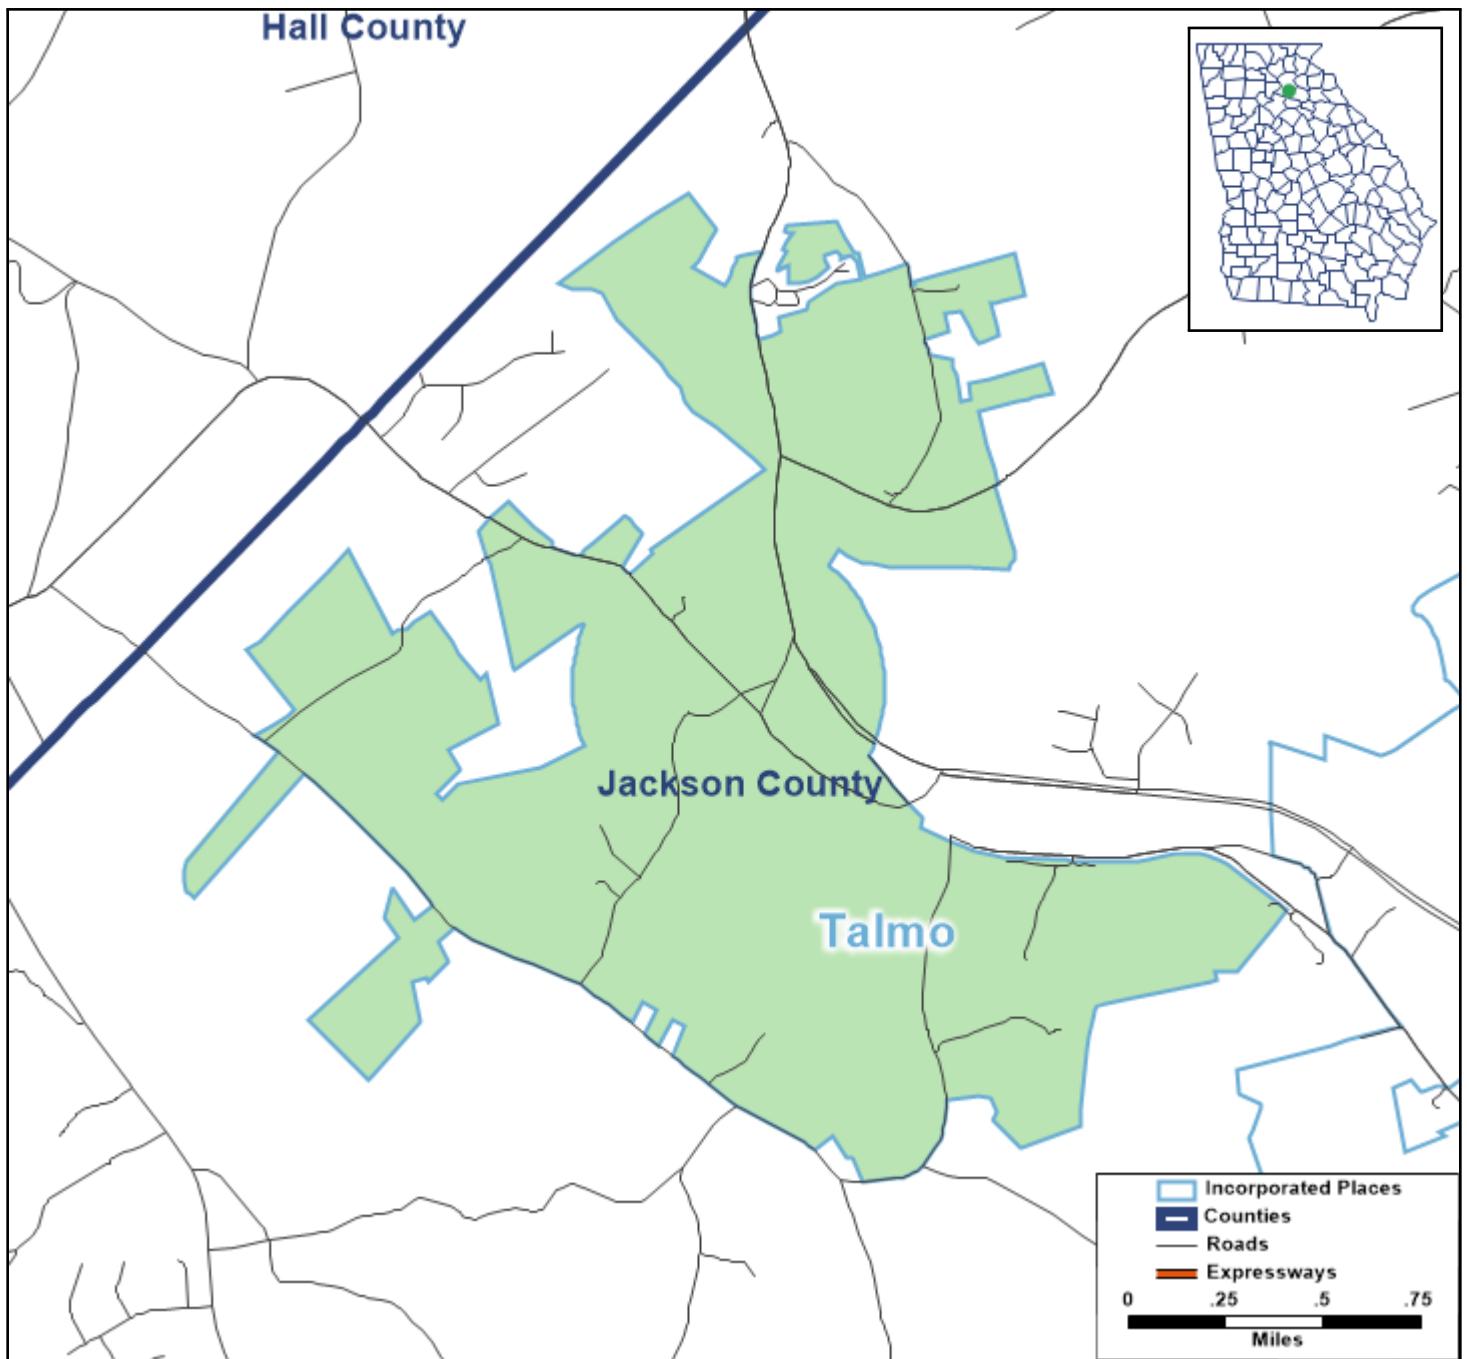 Hall County
Jackson County
Talmo
Incorporated Places
Counties
Roads
Expressways
0 .25 .5 .75
Miles